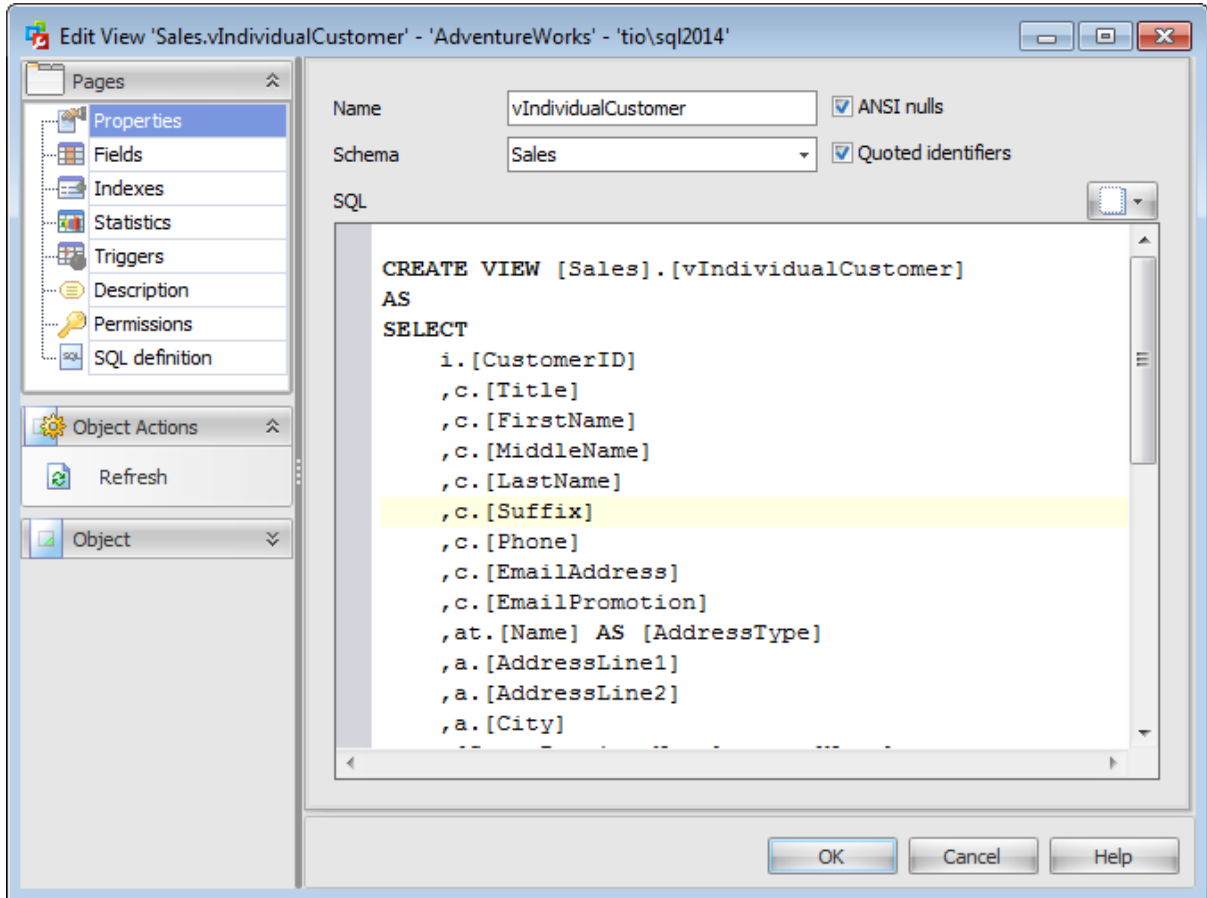 Edit View 'Sales.vIndividualCustomer' - 'AdventureWorks' - 'tio\sql2014'
Pages
Properties
Fields
Indexes
Statistics
Triggers
Description
Permissions
SQL
SQL definition
Object Actions
Refresh
Object
Name
vIndividualCustomer
ANSI nulls
Schema
Sales
Quoted identifiers
SQL
CREATE VIEW [Sales].[vIndividualCustomer]
AS
SELECT
i.[CustomerID]
,c.[Title]
,c.[FirstName]
,c.[MiddleName]
,c.[LastName]
,c.[Suffix]
,c.[Phone]
,c.[EmailAddress]
,c.[EmailPromotion]
,at.[Name] AS [AddressType]
,a.[AddressLine1]
,a.[AddressLine2]
,a.[City]
OK
Cancel
Help